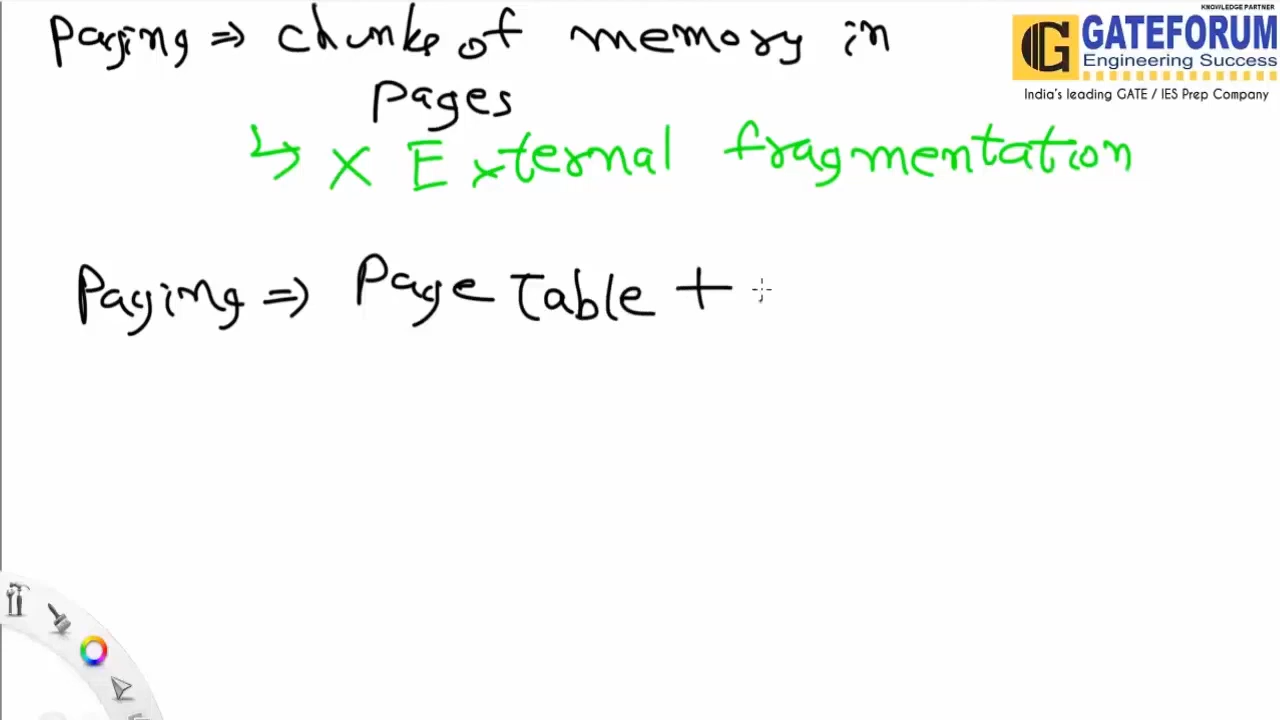 Paging => chunks of memory in
pages
↳ X External fragmentation
Paging => Page Table +
KNOWLEDGE PARTNER
GATEFORUM
Engineering Success
India's leading GATE / IES Prep Company